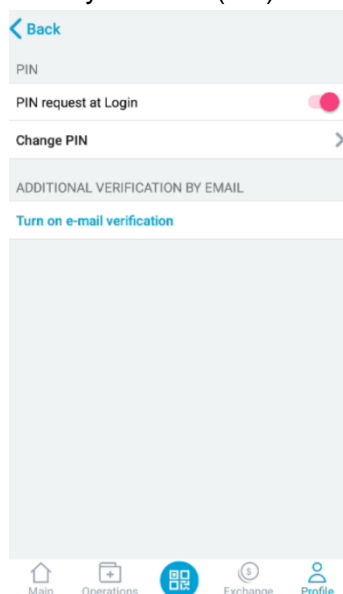 Back
PIN
PIN request at Login
Change PIN
ADDITIONAL VERIFICATION BY EMAIL
Turn on e-mail verification
Main Operations Exchange Profile